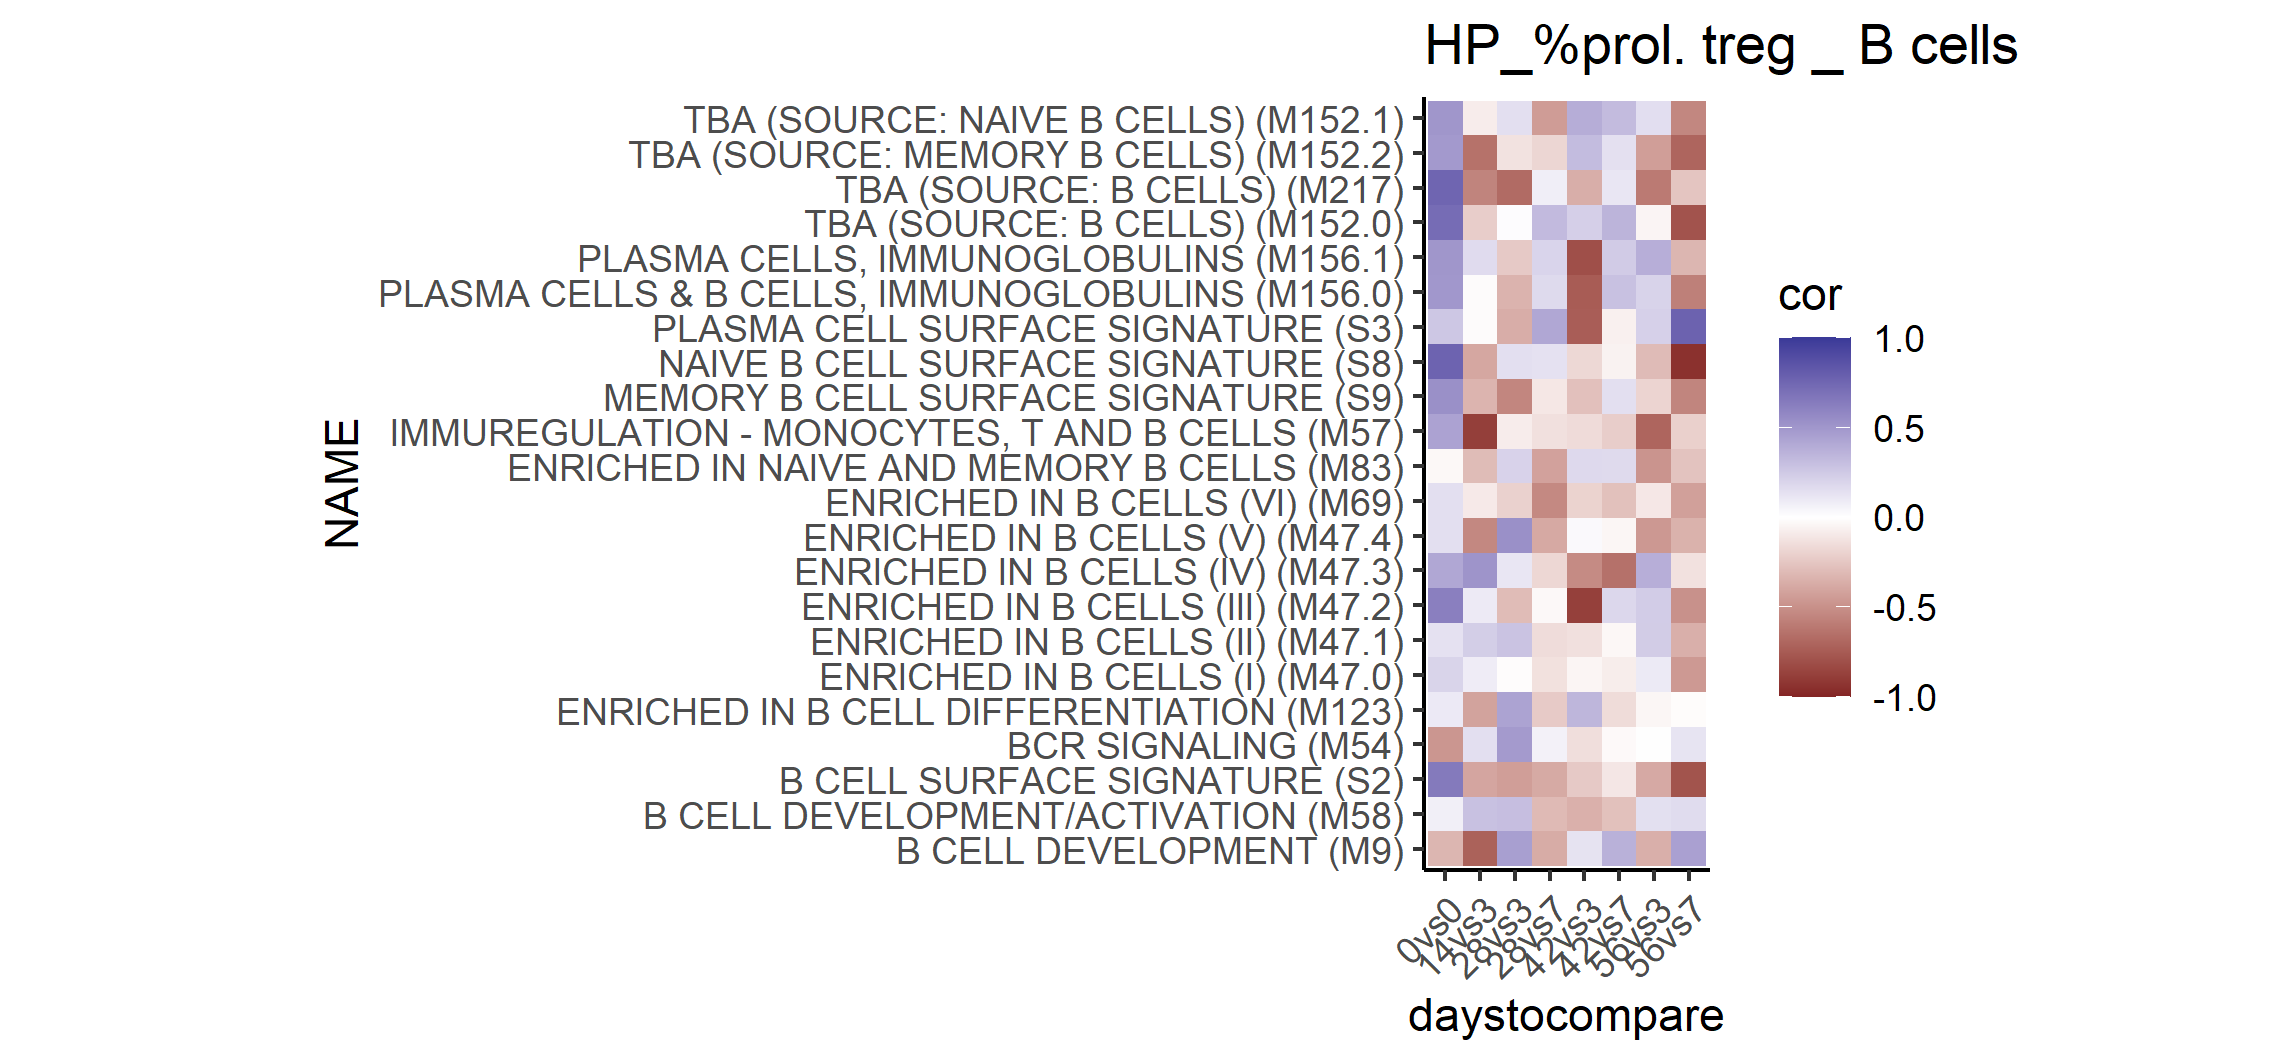 HP_%prol. treg _ B cells
TBA (SOURCE: NAIVE B CELLS) (M152.1)
TBA (SOURCE: MEMORY B CELLS) (M152.2)
TBA (SOURCE: B CELLS) (M217)
TBA (SOURCE: B CELLS) (M152.0)
PLASMA CELLS, IMMUNOGLOBULINS (M156.1)
PLASMA CELLS & B CELLS, IMMUNOGLOBULINS (M156.0)
PLASMA CELL SURFACE SIGNATURE (S3)
NAIVE B CELL SURFACE SIGNATURE (S8)
MEMORY B CELL SURFACE SIGNATURE (S9)
IMMUREGULATION - MONOCYTES, T AND B CELLS (M57)
ENRICHED IN NAIVE AND MEMORY B CELLS (M83)
ENRICHED IN B CELLS (VI) (M69)
ENRICHED IN B CELLS (V) (M47.4)
ENRICHED IN B CELLS (IV) (M47.3)
ENRICHED IN B CELLS (III) (M47.2)
ENRICHED IN B CELLS (II) (M47.1)
ENRICHED IN B CELLS (I) (M47.0)
ENRICHED IN B CELL DIFFERENTIATION (M123)
BCR SIGNALING (M54)
B CELL SURFACE SIGNATURE (S2)
B CELL DEVELOPMENT/ACTIVATION (M58)
B CELL DEVELOPMENT (M9)
NAME
0vs0
14vs3
28vs3
28vs7
42vs3
42vs7
56vs3
56vs7
daystocompare
cor
1.0
0.5
0.0
-0.5
-1.0